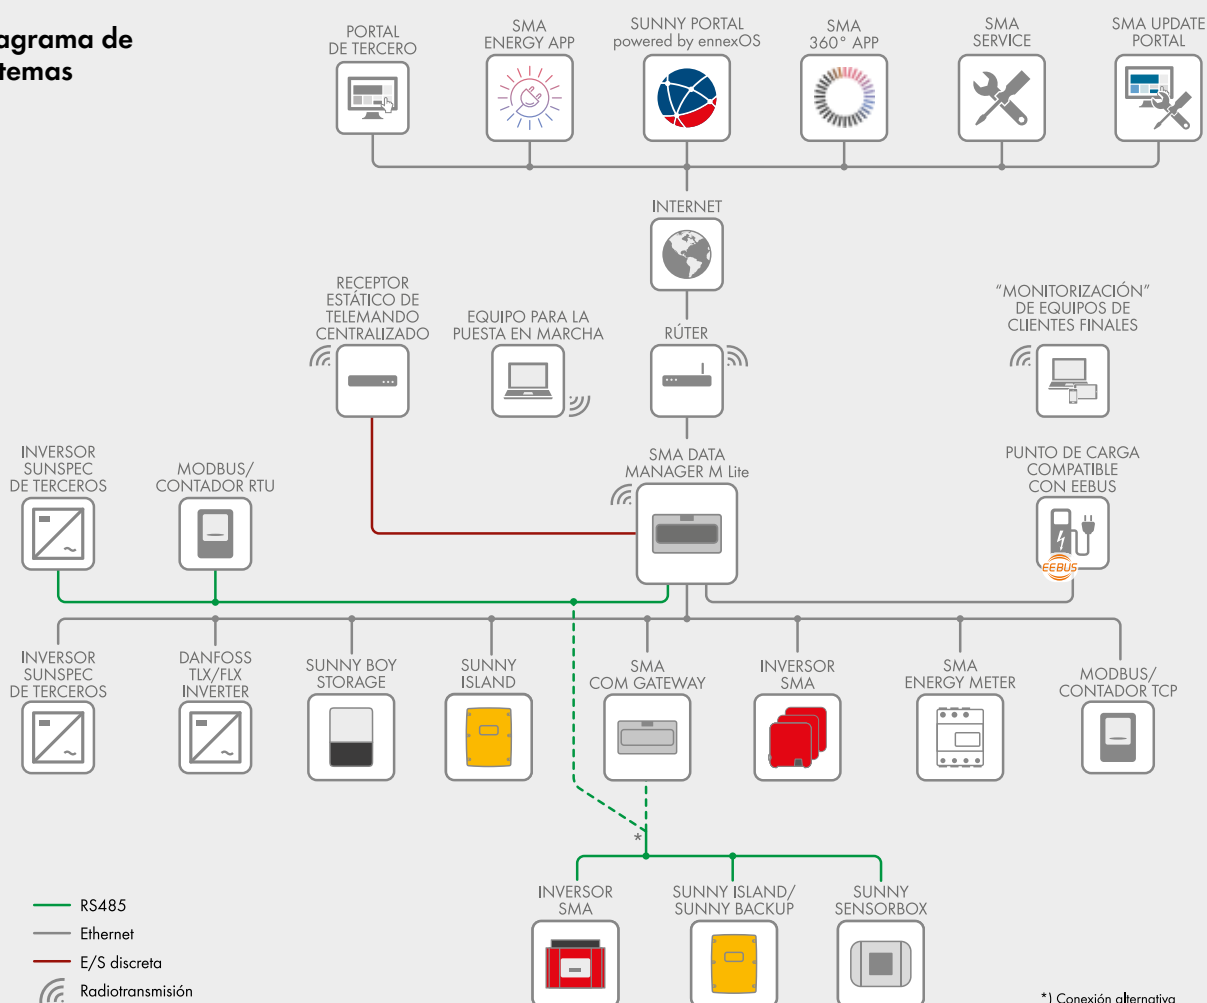 agrama de
temas
PORTAL
DE TERCERO
SMA
ENERGY APP
SUNNY PORTAL
powered by ennexOS
SMA
360° APP
SMA
SERVICE
SMA UPDATE
PORTAL
INTERNET
RECEPTOR
ESTÁTICO DE
TELEMANDO
CENTRALIZADO
EQUIPO PARA LA
PUESTA EN MARCHA
RÚTER
“MONITORIZACIÓN”
DE EQUIPOS DE
CLIENTES FINALES
INVERSOR
SUNSPEC
DE TERCEROS
MODBUS/
CONTADOR RTU
SMA DATA
MANAGER M Lite
PUNTO DE CARGA
COMPATIBLE
CON EEBUS
EEBUS
INVERSOR
SUNSPEC
DE TERCEROS
DANFOSS
TLX/FLX
INVERTER
SUNNY BOY
STORAGE
SUNNY
ISLAND
SMA
COM GATEWAY
INVERSOR
SMA
SMA
ENERGY METER
MODBUS/
CONTADOR TCP
*
INVERSOR
SMA
SUNNY ISLAND/
SUNNY BACKUP
SUNNY
SENSORBOX
RS485
Ethernet
E/S discreta
Radiotransmisión
*) Conexión alternativa